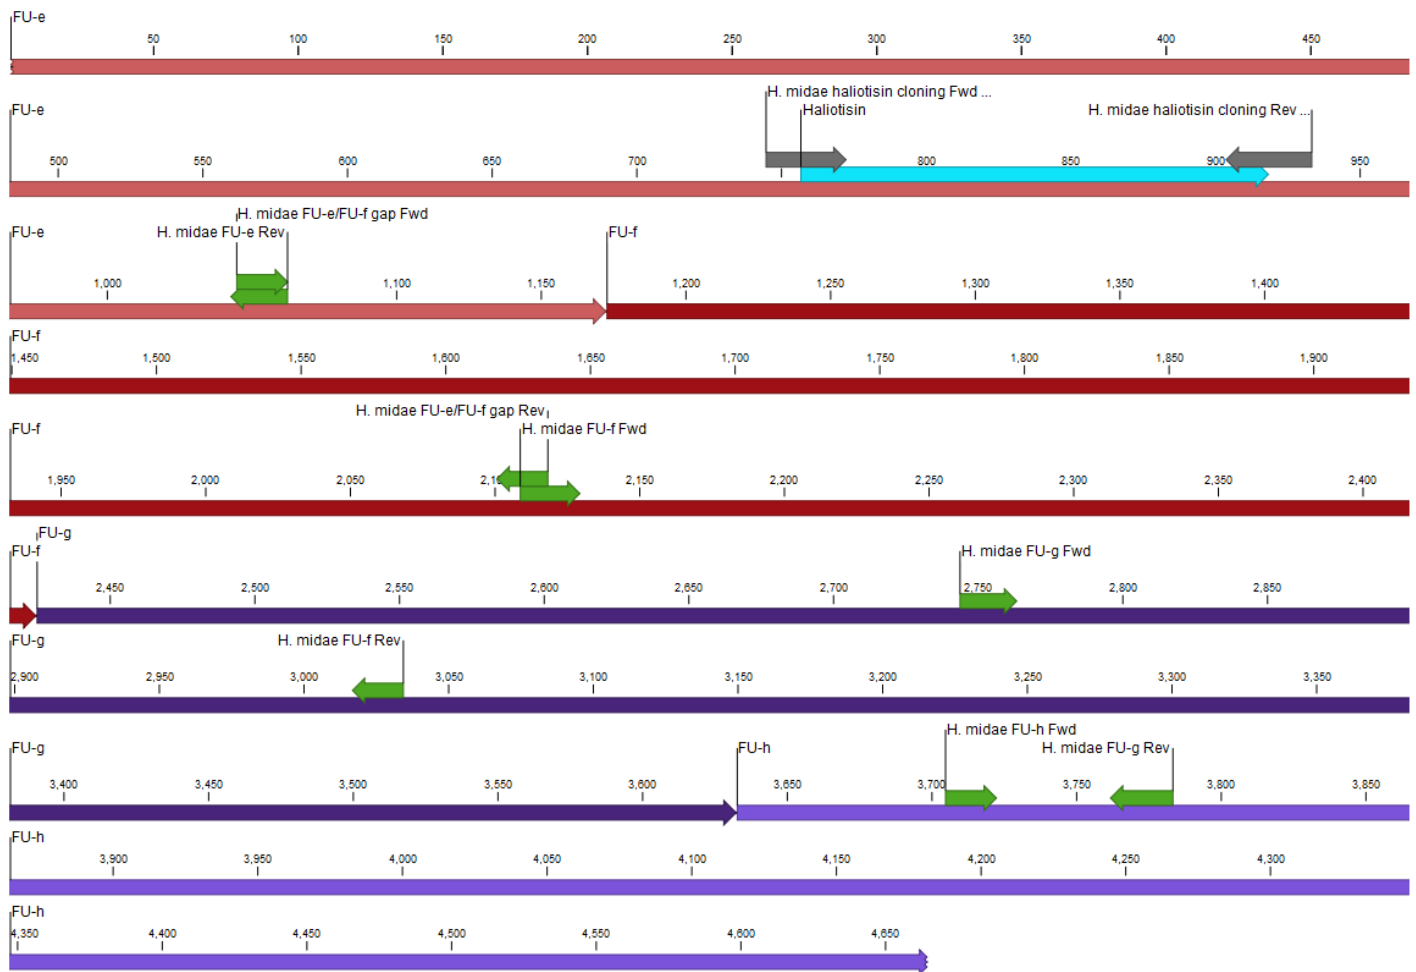 FU-e
50 100 150 200 250 300 350 400 450
H. midae haliotisin cloning Fwd ...
FU-e Haliotisin H. midae haliotisin cloning Rev ...
500 550 600 650 700 800 850 900 950
H. midae FU-e/FU-f gap Fwd
FU-e H. midae FU-e Rev FU-f
1,000 1,100 1,150 1,200 1,250 1,300 1,350 1,400
FU-f
1,450 1,500 1,550 1,600 1,650 1,700 1,750 1,800 1,850 1,900
H. midae FU-e/FU-f gap Rev
FU-f H. midae FU-f Fwd
1,950 2,000 2,050 2,150 2,200 2,250 2,300 2,350 2,400
FU-g
FU-f H. midae FU-g Fwd
2,450 2,500 2,550 2,600 2,650 2,700 2,750 2,800 2,850
FU-g H. midae FU-f Rev
2,900 2,950 3,000 3,050 3,100 3,150 3,200 3,250 3,300 3,350
H. midae FU-h Fwd
FU-g FU-h H. midae FU-g Rev
3,400 3,450 3,500 3,550 3,600 3,650 3,700 3,750 3,800 3,850
FU-h
3,900 3,950 4,000 4,050 4,100 4,150 4,200 4,250 4,300
FU-h
4,350 4,400 4,450 4,500 4,550 4,600 4,650